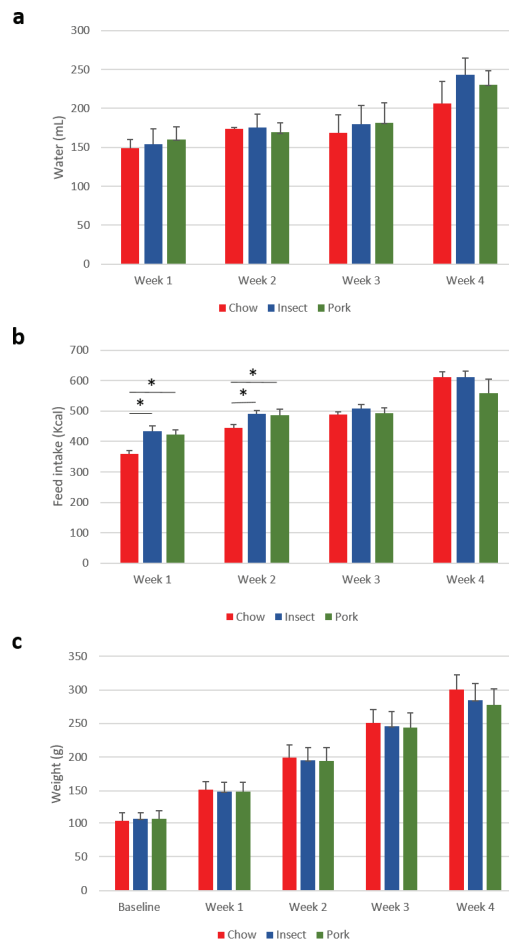 a
300
250
200
150
100
50
0
Water (mL)
Week 1 Week 2 Week 3 Week 4
Chow Insect Pork
b
700
600
500
400
300
200
100
0
Feed intake (Kcal)
* *
* *
Week 1 Week 2 Week 3 Week 4
Chow Insect Pork
c
350
300
250
200
150
100
50
0
Weight (g)
Baseline Week 1 Week 2 Week 3 Week 4
Chow Insect Pork